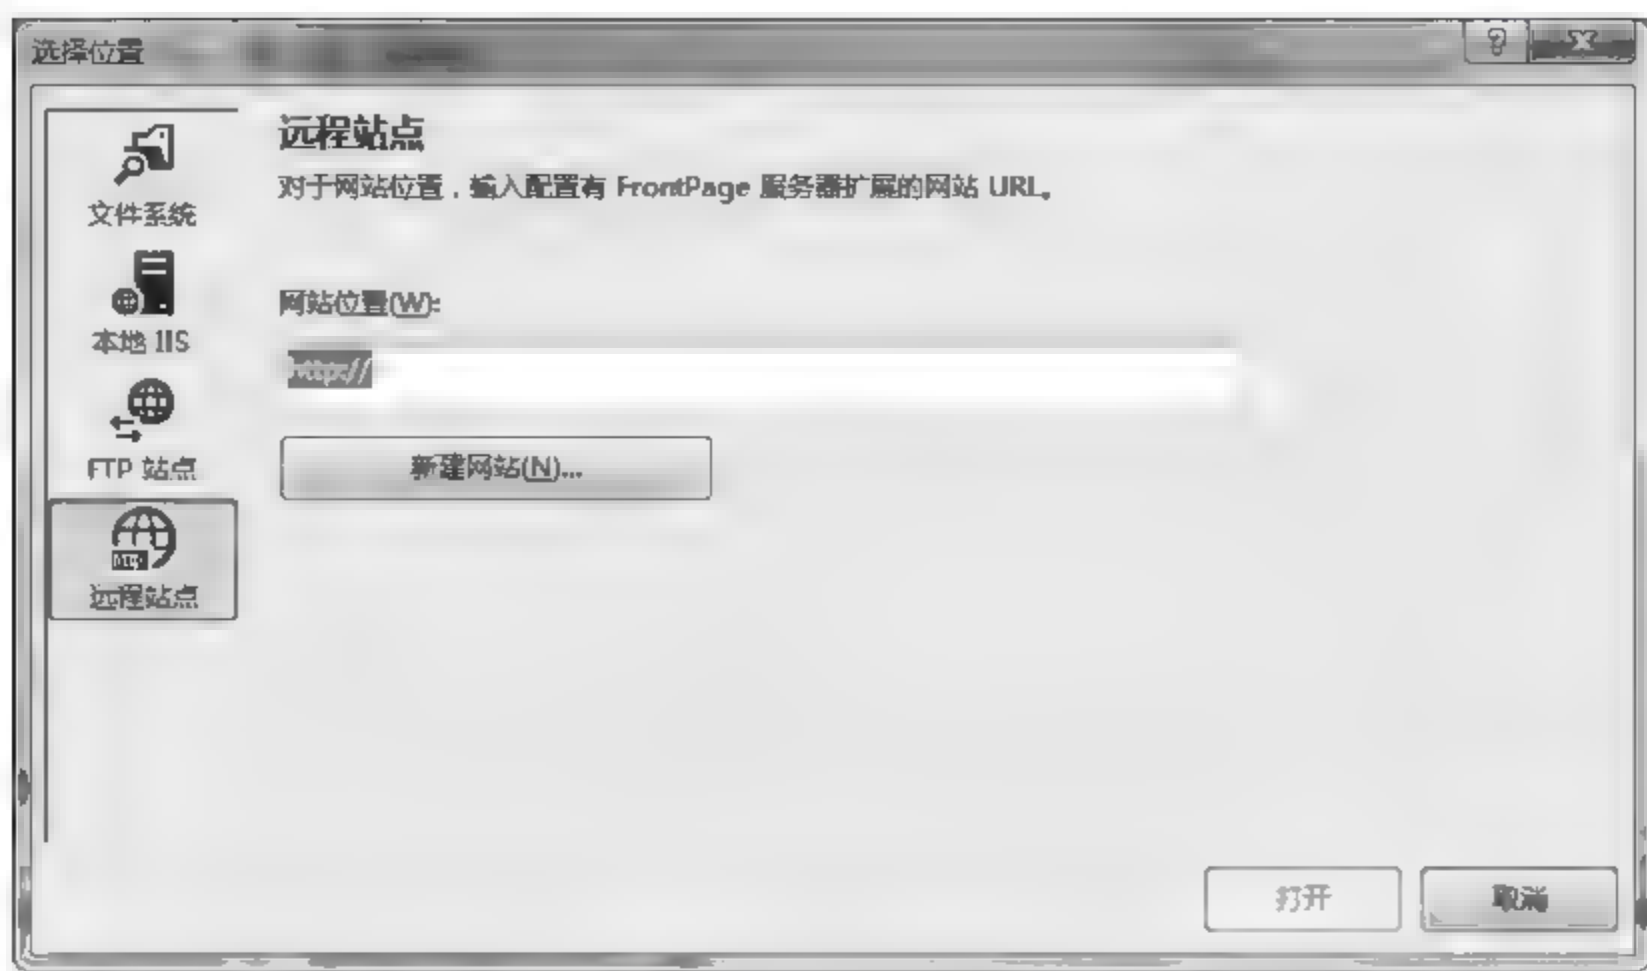 选择位置
文件系统
本地 IIS
FTP 站点
远程站点
远程站点
对于网站位置，输入配置有 FrontPage 服务器扩展的网站 URL。
网站位置(W):
http://
新建网站(N)...
打开
取消